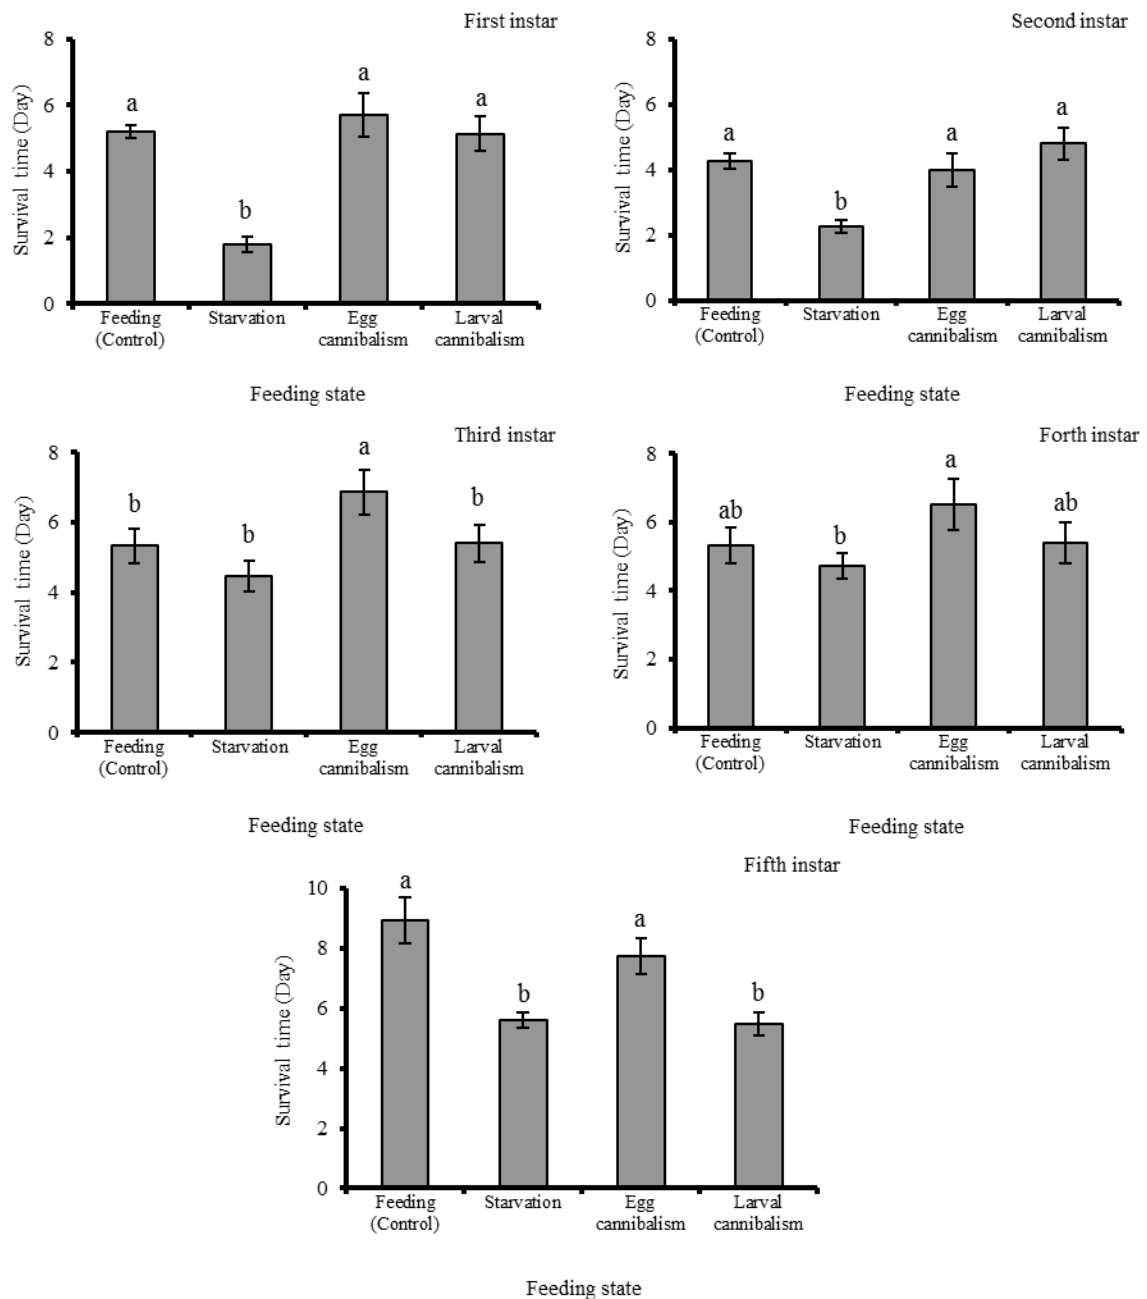 First instar
8
6
4
2
0
Survival time (Day)
a
b
a
a
Feeding
(Control)
Starvation
Egg
cannibalism
Larval
cannibalism
Feeding state
Second instar
8
6
4
2
0
Survival time (Day)
a
b
a
a
Feeding
(Control)
Starvation
Egg
cannibalism
Larval
cannibalism
Feeding state
Third instar
8
6
4
2
0
Survival time (Day)
b
b
a
b
Feeding
(Control)
Starvation
Egg
cannibalism
Larval
cannibalism
Feeding state
Forth instar
8
6
4
2
0
Survival time (Day)
ab
b
a
ab
Feeding
(Control)
Starvation
Egg
cannibalism
Larval
cannibalism
Feeding state
Fifth instar
10
8
6
4
2
0
Survival time (Day)
a
b
a
b
Feeding
(Control)
Starvation
Egg
cannibalism
Larval
cannibalism
Feeding state